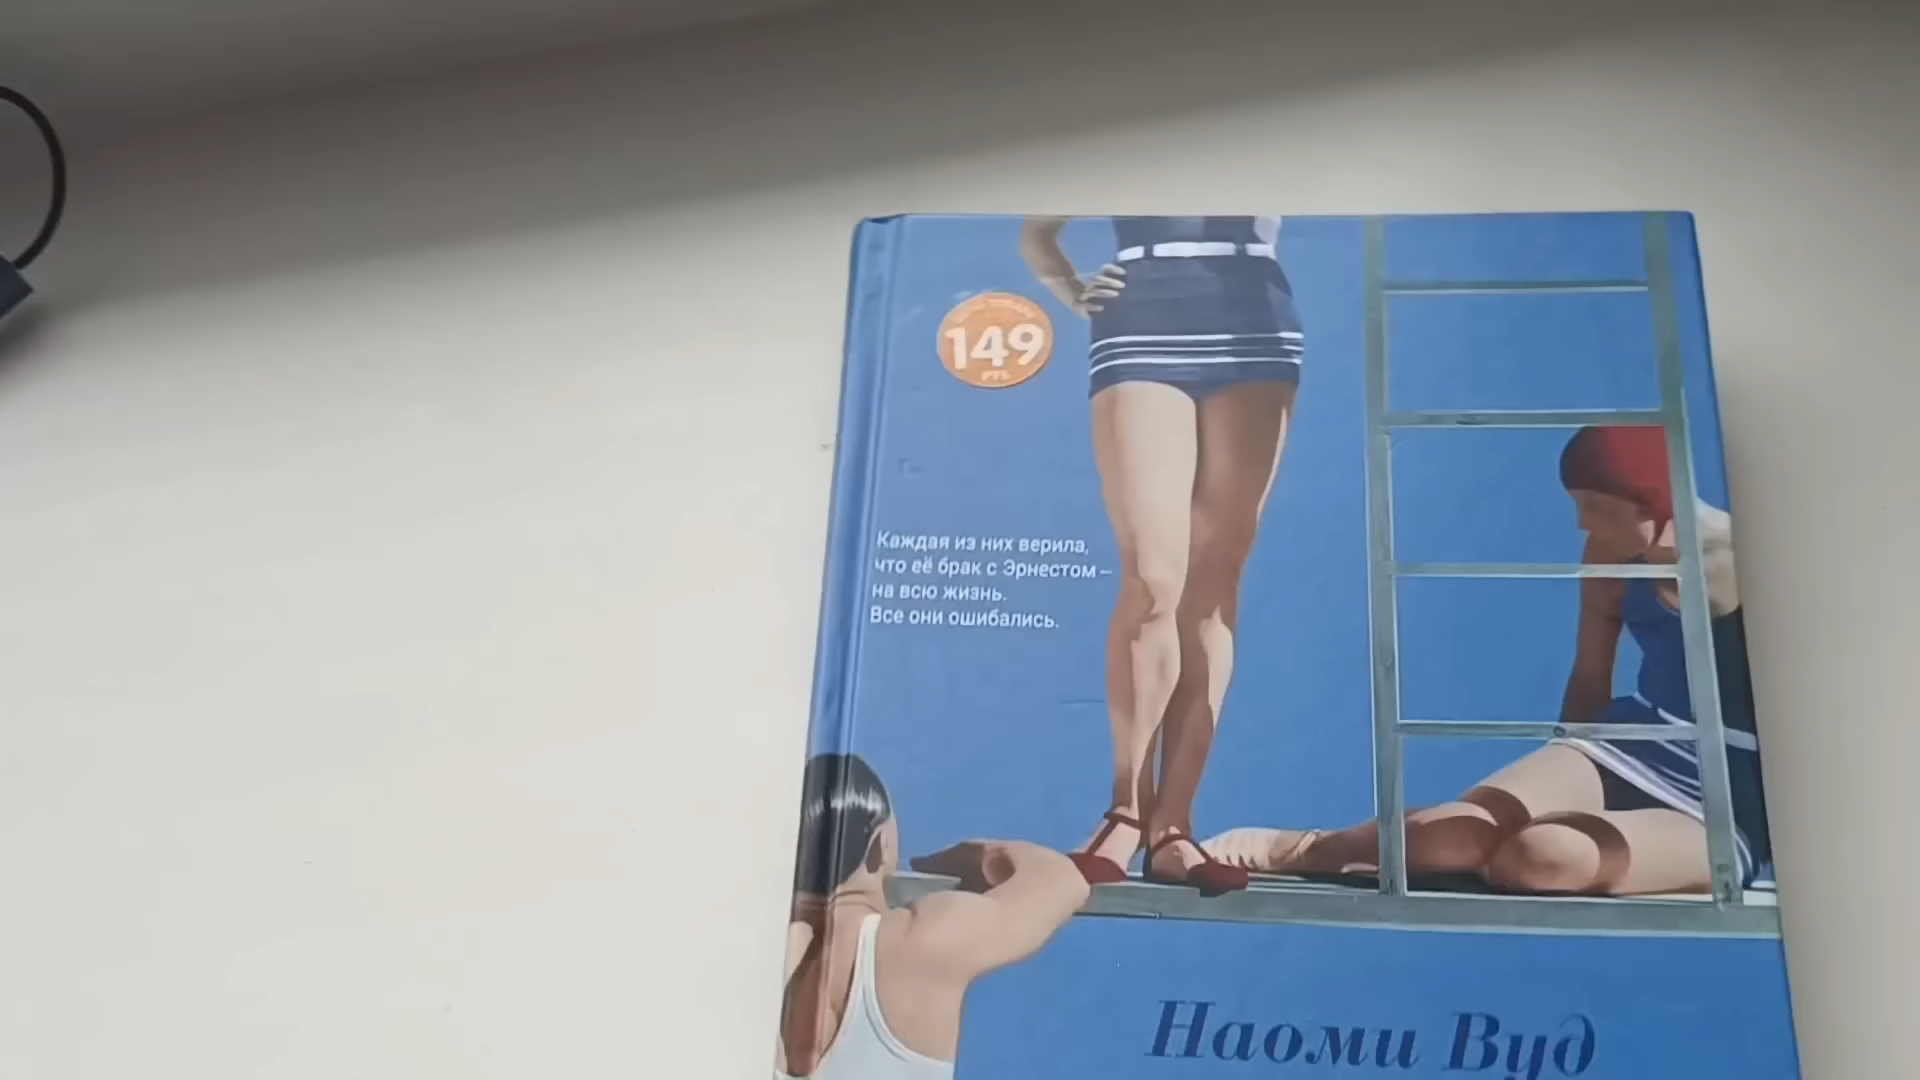 149
РУБ
Каждая из них верила,
что её брак с Эрнестом –
на всю жизнь.
Все они ошибались.
Наоми Вуд